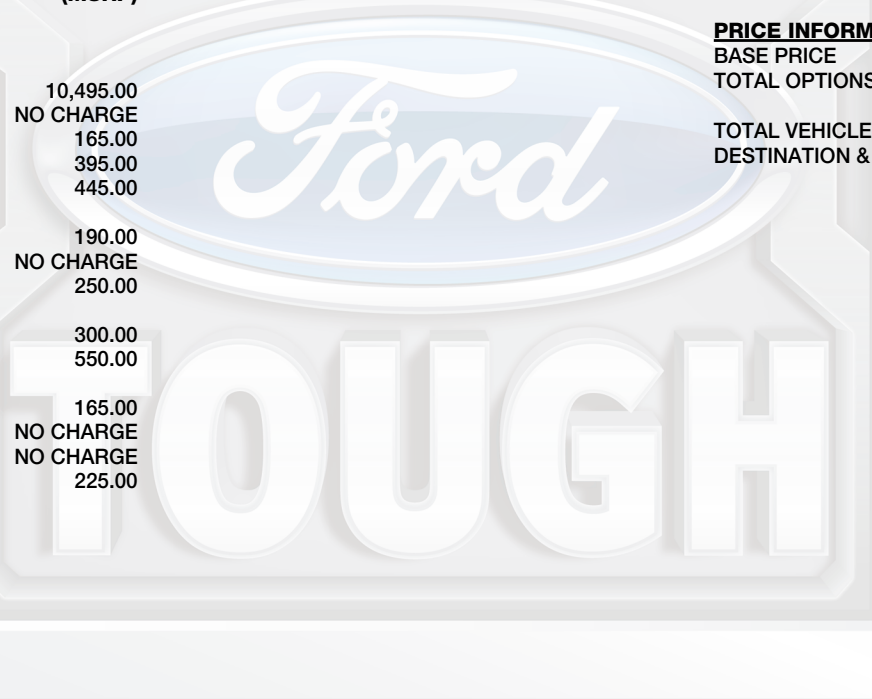 (MSRP)
10,495.00
NO CHARGE
165.00
395.00
445.00
190.00
NO CHARGE
250.00
300.00
550.00
165.00
NO CHARGE
NO CHARGE
225.00
PRICE INFORM
BASE PRICE
TOTAL OPTIONS
TOTAL VEHICLE
DESTINATION &
Ford
TOUGH